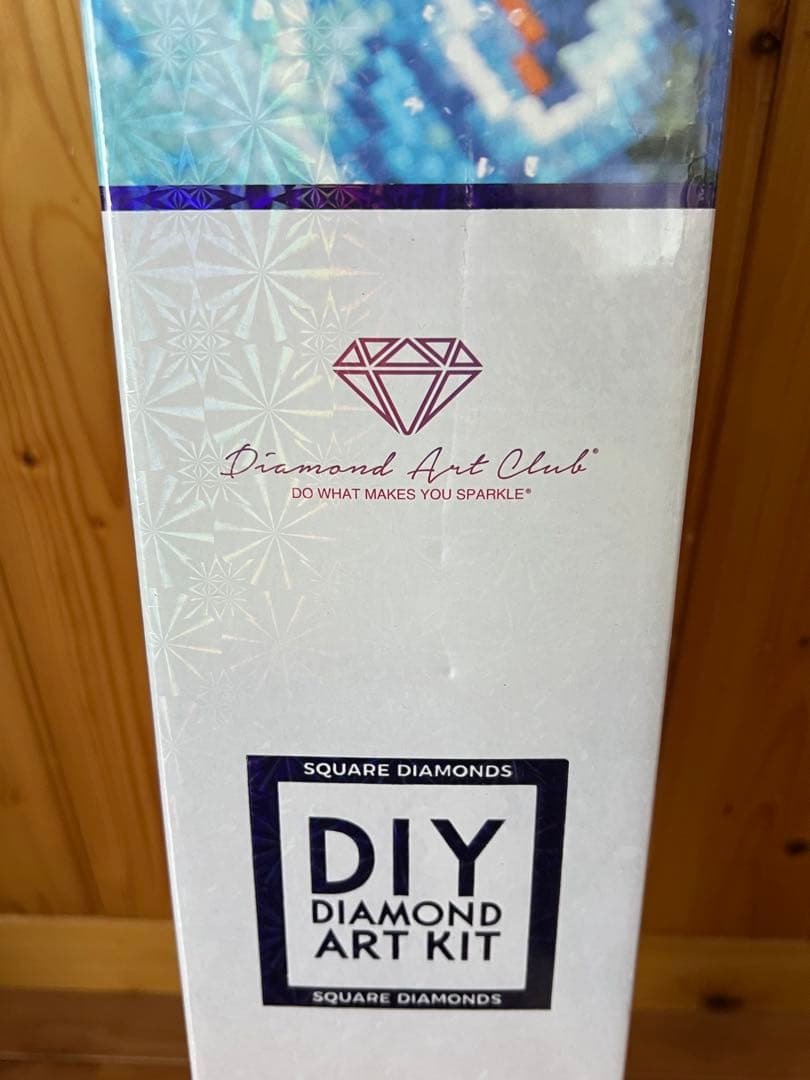 Diamond Art Club®
DO WHAT MAKES YOU SPARKLE®
SQUARE DIAMONDS
DIY
DIAMOND
ART KIT
SQUARE DIAMONDS